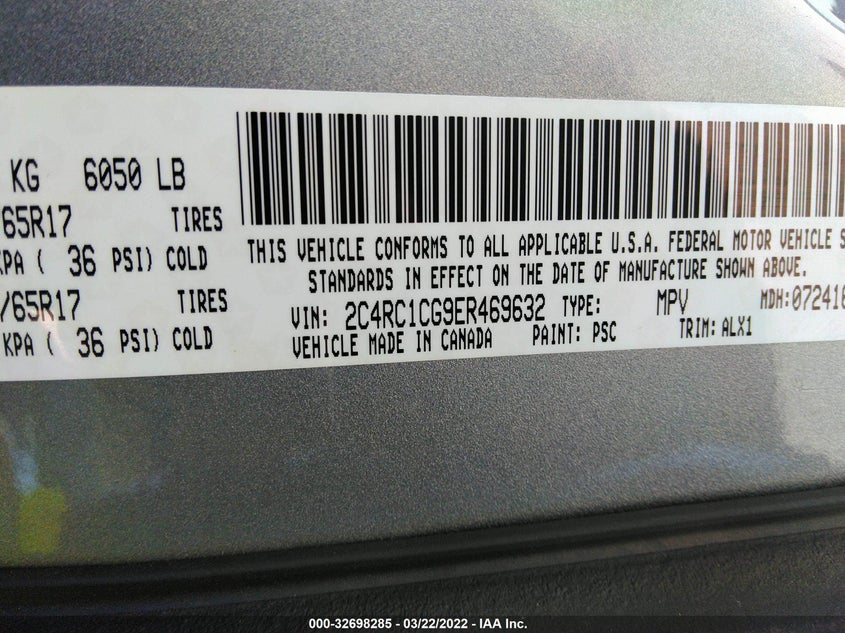 KG 6050 LB
65R17 TIRES
KPA ( 36 PSI) COLD
/65R17 TIRES
KPA ( 36 PSI) COLD
THIS VEHICLE CONFORMS TO ALL APPLICABLE U.S.A. FEDERAL MOTOR VEHICLE S
STANDARDS IN EFFECT ON THE DATE OF MANUFACTURE SHOWN ABOVE.
VIN: 2C4RC1CG9ER469632 TYPE: MPV MDH:072416
VEHICLE MADE IN CANADA PAINT: PSC TRIM: ALX1
000-32698285 - 03/22/2022 - IAA Inc.